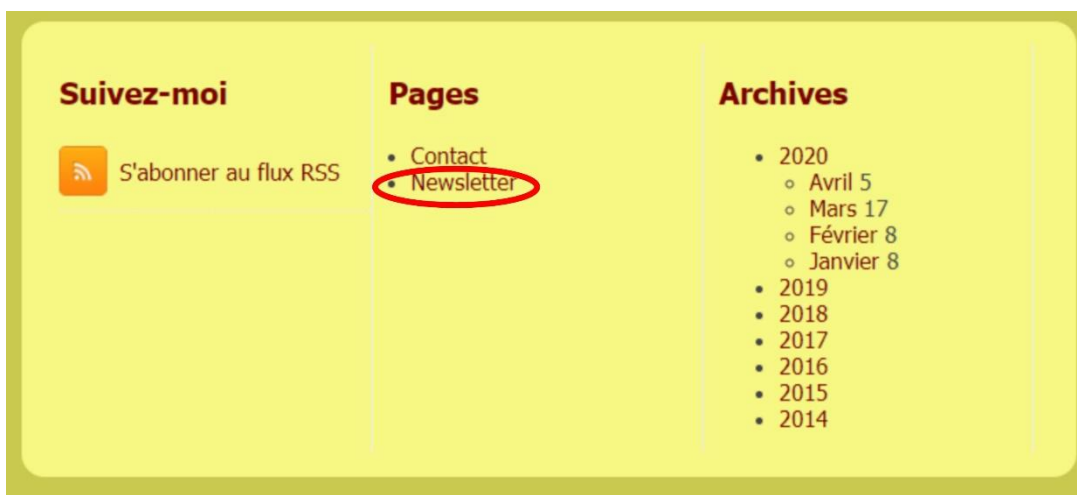 Suivez-moi
S'abonner au flux RSS
Pages
Contact
Newsletter
Archives
2020
Avril 5
Mars 17
Février 8
Janvier 8
2019
2018
2017
2016
2015
2014